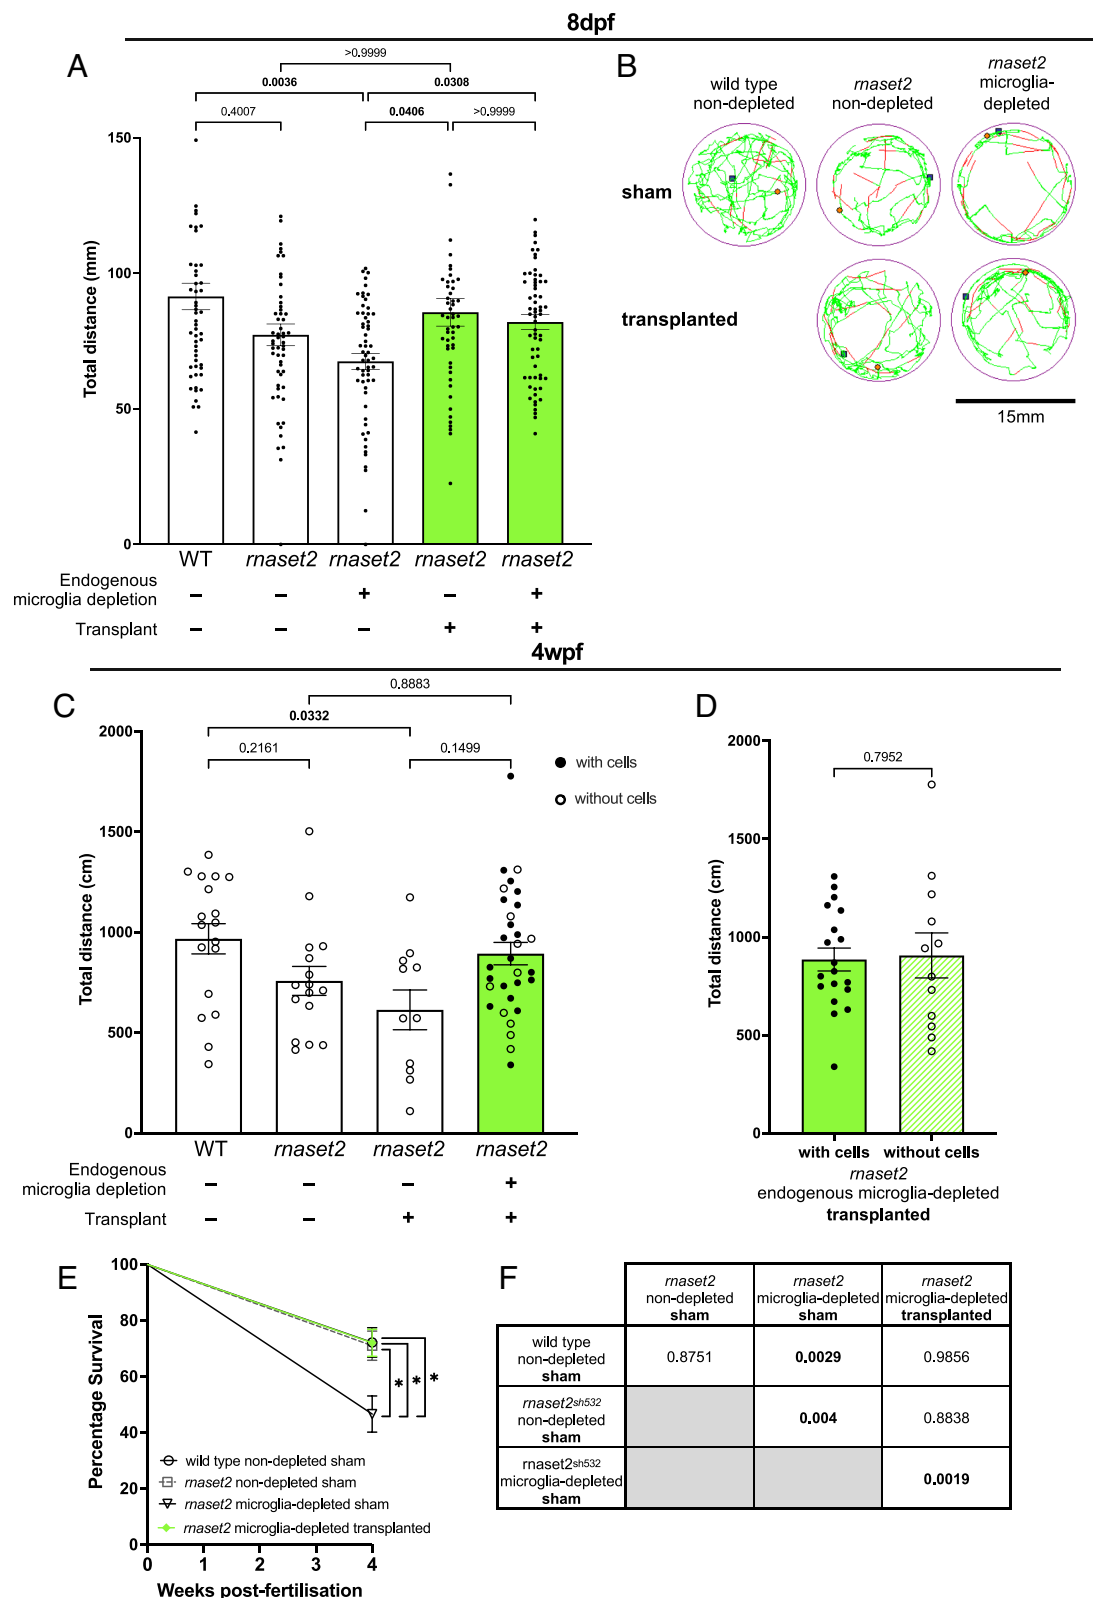 8dpf
A
>0.9999
0.0036
0.0308
0.4007
0.0406
>0.9999
150
100
50
0
Total distance (mm)
WT
rnaset2
rnaset2
rnaset2
rnaset2
Endogenous
microglia depletion
− − + − +
Transplant
− − − + +
B
wild type
non-depleted
rnaset2
non-depleted
rnaset2
microglia-
depleted
sham
transplanted
15mm
4wpf
C
0.8883
0.0332
0.2161
0.1499
2000
1500
1000
500
0
Total distance (cm)
with cells
without cells
WT
rnaset2
rnaset2
rnaset2
Endogenous
microglia depletion
− − − +
Transplant
− − + +
D
0.7952
2000
1500
1000
500
0
Total distance (cm)
with cells
without cells
rnaset2
endogenous microglia-depleted
transplanted
E
100
80
60
40
20
0
Percentage Survival
* * *
wild type non-depleted sham
rnaset2 non-depleted sham
rnaset2 microglia-depleted sham
rnaset2 microglia-depleted transplanted
0 1 2 3 4
Weeks post-fertilisation
F
rnaset2
non-depleted
sham
rnaset2
microglia-depleted
sham
rnaset2
microglia-depleted
transplanted
wild type
non-depleted
sham
0.8751
0.0029
0.9856
rnaset2sh532
non-depleted
sham
0.004
0.8838
rnaset2sh532
microglia-depleted
sham
0.0019